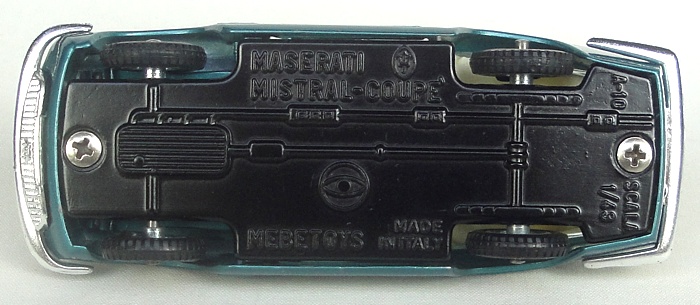 MASERATI
MISTRAL-COUPE'
A-10
SCALA
1/43
MEBETOYS
MADE
IN ITALY